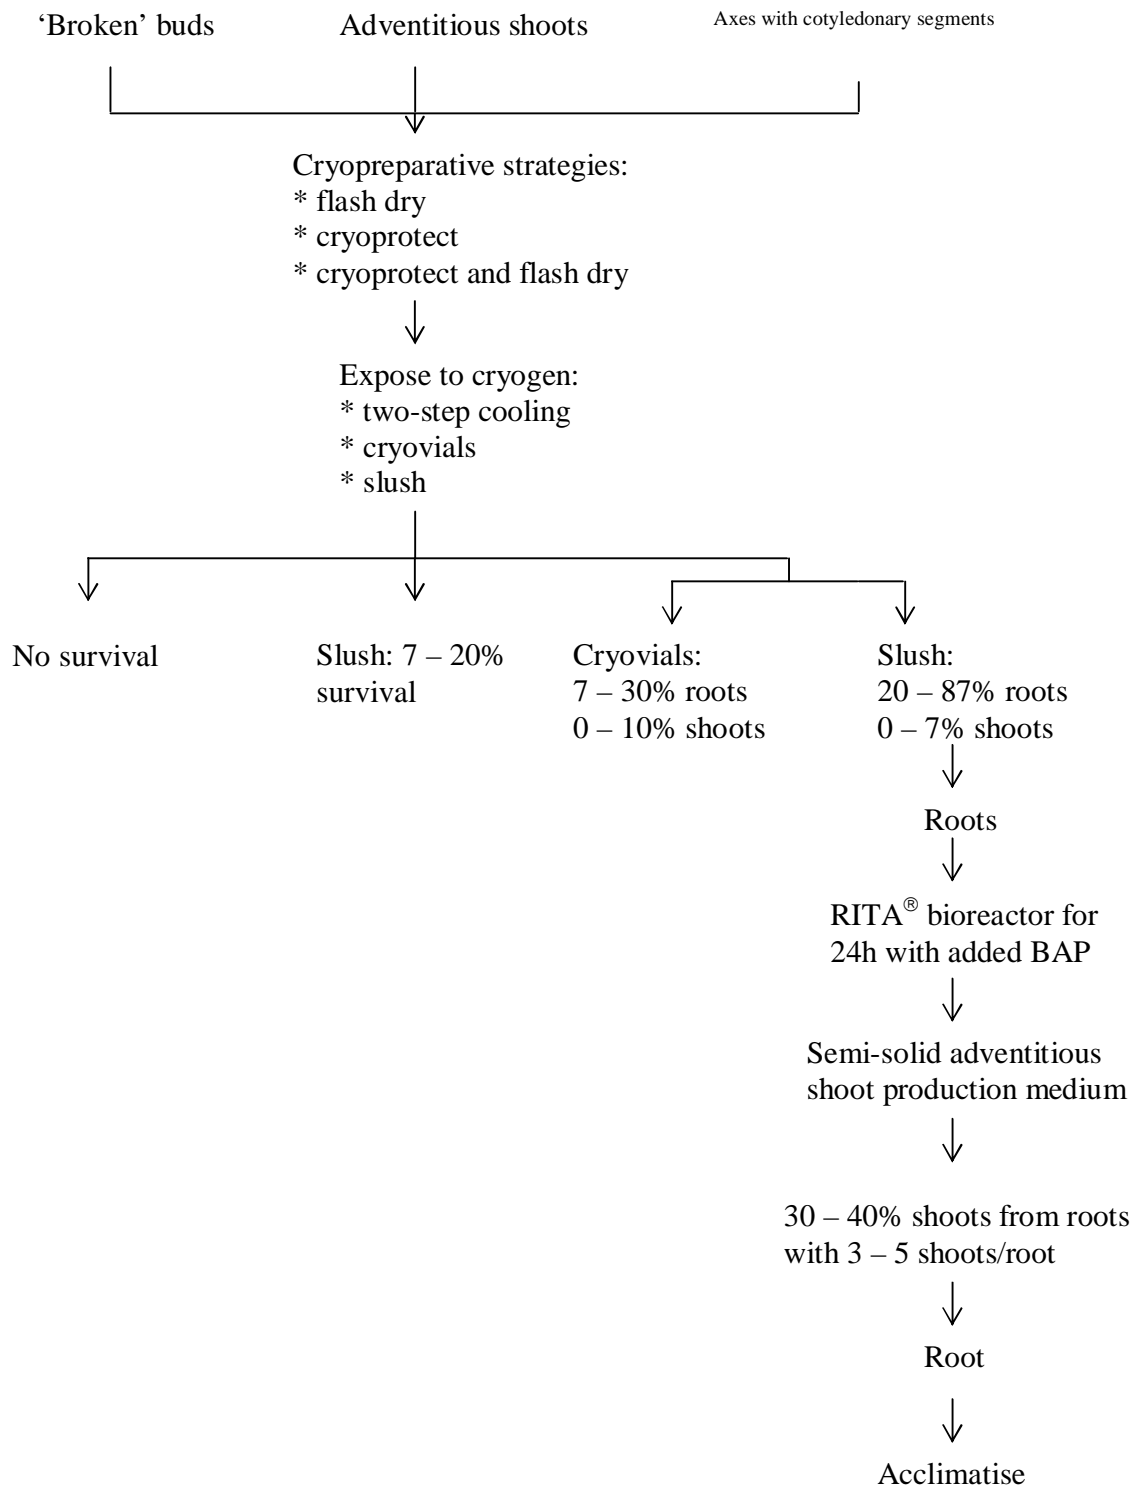 ‘Broken’ buds
Adventitious shoots
Axes with cotyledonary segments
Cryopreparative strategies:
* flash dry
* cryoprotect
* cryoprotect and flash dry
Expose to cryogen:
* two-step cooling
* cryovials
* slush
No survival
Slush: 7 – 20%
survival
Cryovials:
7 – 30% roots
0 – 10% shoots
Slush:
20 – 87% roots
0 – 7% shoots
Roots
RITA® bioreactor for
24h with added BAP
Semi-solid adventitious
shoot production medium
30 – 40% shoots from roots
with 3 – 5 shoots/root
Root
Acclimatise